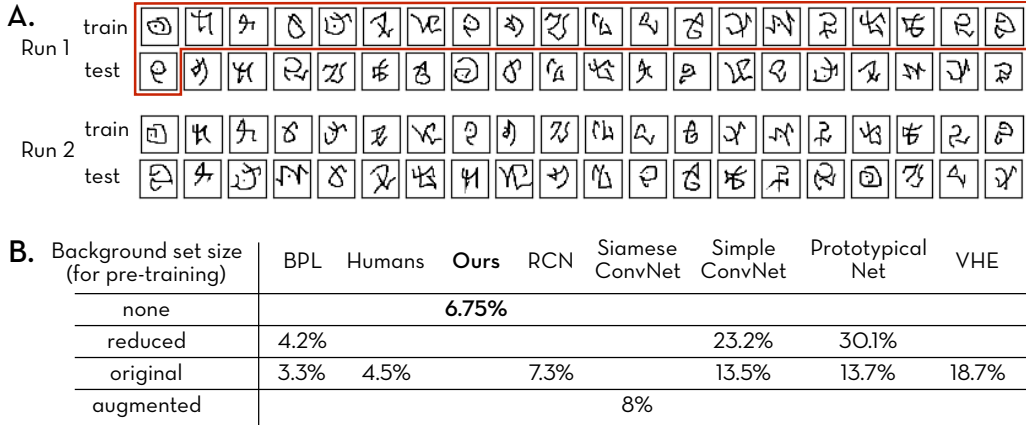 A.
Run 1
train
test
Run 2
train
test
B.
Background set size (for pre-training) BPL Humans Ours RCN Siamese ConvNet Simple ConvNet Prototypical Net VHE
none 6.75%
reduced 4.2% 23.2% 30.1%
original 3.3% 4.5% 7.3% 13.5% 13.7% 18.7%
augmented 8%